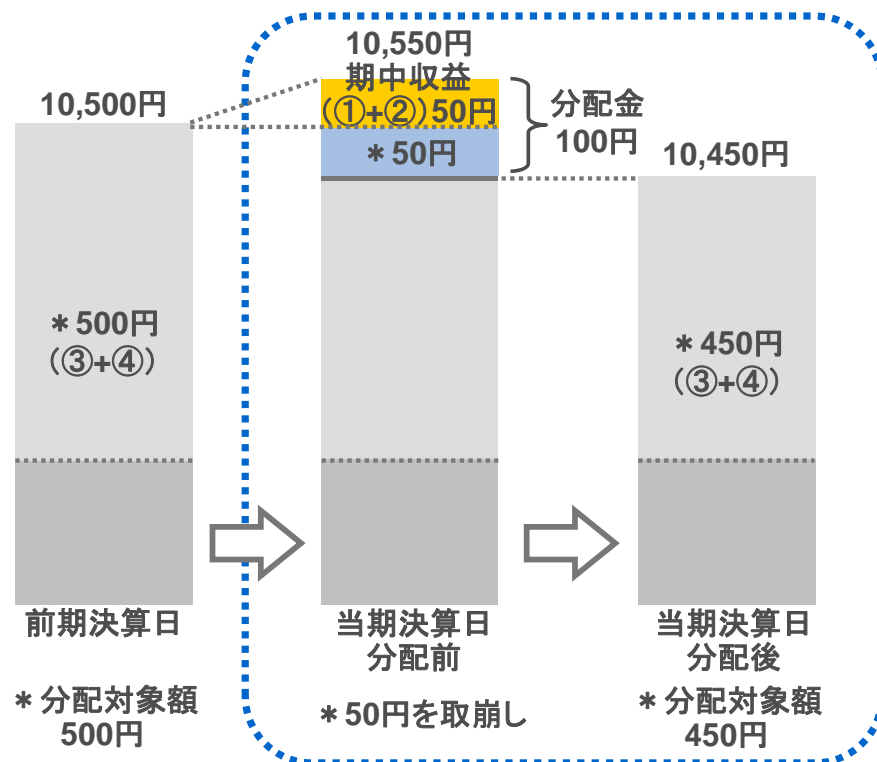 10,500円
＊500円
（③+④）
前期決算日
＊分配対象額
500円
10,550円
期中収益
（①+②）50円
＊50円
分配金
100円
当期決算日
分配前
＊50円を取崩し
10,450円
＊450円
（③+④）
当期決算日
分配後
＊分配対象額
450円